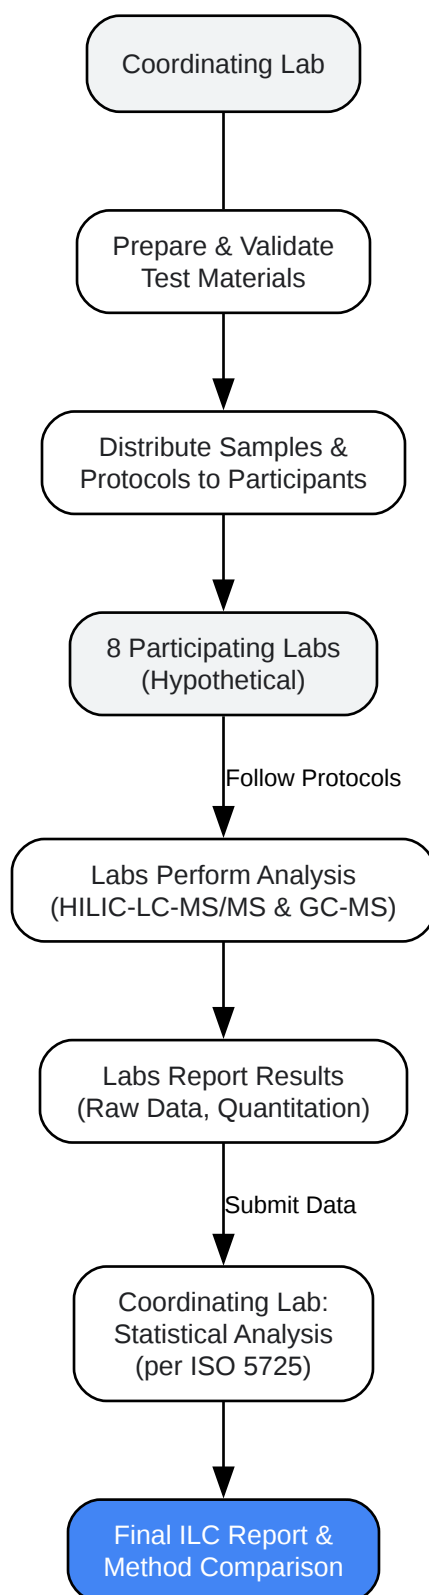 Coordinating Lab
Prepare & Validate
Test Materials
Distribute Samples &
Protocols to Participants
8 Participating Labs
(Hypothetical)
Follow Protocols
Labs Perform Analysis
(HILIC-LC-MS/MS & GC-MS)
Labs Report Results
(Raw Data, Quantitation)
Submit Data
Coordinating Lab:
Statistical Analysis
(per ISO 5725)
Final ILC Report &
Method Comparison